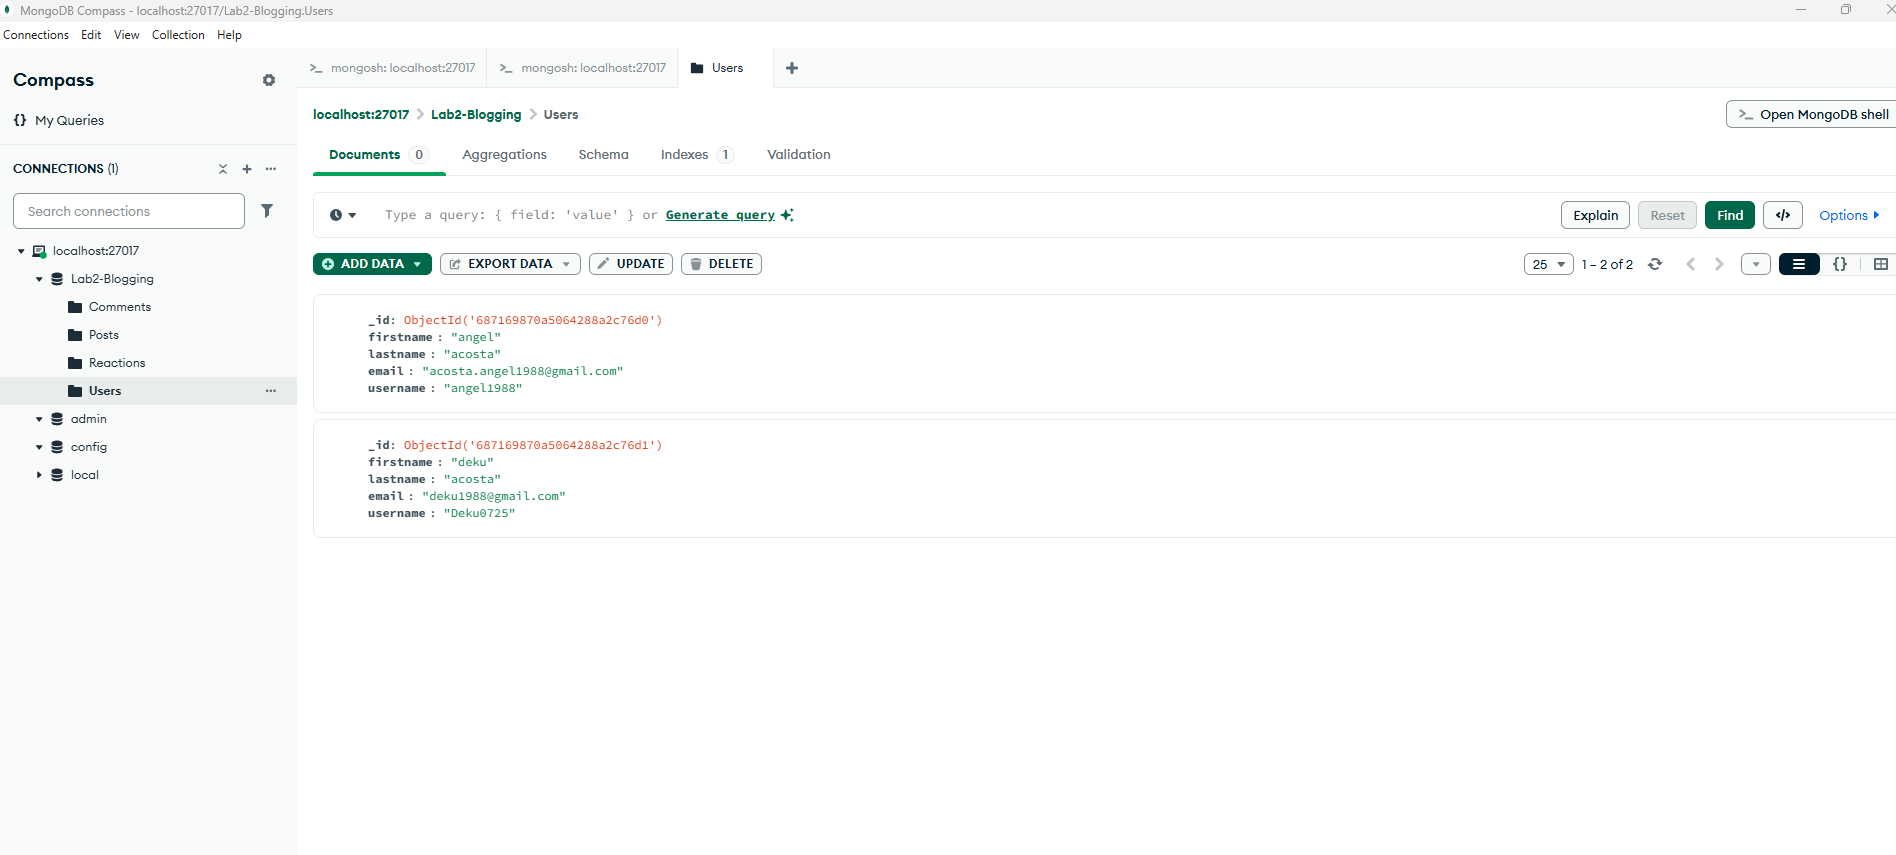 MongoDB Compass - localhost:27017/Lab2-Blogging.Users
Connections Edit View Collection Help
Compass
My Queries
CONNECTIONS (1)
Search connections
localhost:27017
Lab2-Blogging
Comments
Posts
Reactions
Users
admin
config
local
>_ mongosh: localhost:27017
>_ mongosh: localhost:27017
Users
localhost:27017 > Lab2-Blogging > Users
>_ Open MongoDB shell
Documents 0 Aggregations Schema Indexes 1 Validation
Type a query: { field: 'value' } or Generate query
Explain Reset Find </> Options
ADD DATA EXPORT DATA UPDATE DELETE
25 1 – 2 of 2
_id: ObjectId('687169870a5064288a2c76d0')
firstname : "angel"
lastname : "acosta"
email : "acosta.angel1988@gmail.com"
username : "angel1988"
_id: ObjectId('687169870a5064288a2c76d1')
firstname : "deku"
lastname : "acosta"
email : "deku1988@gmail.com"
username : "Deku0725"